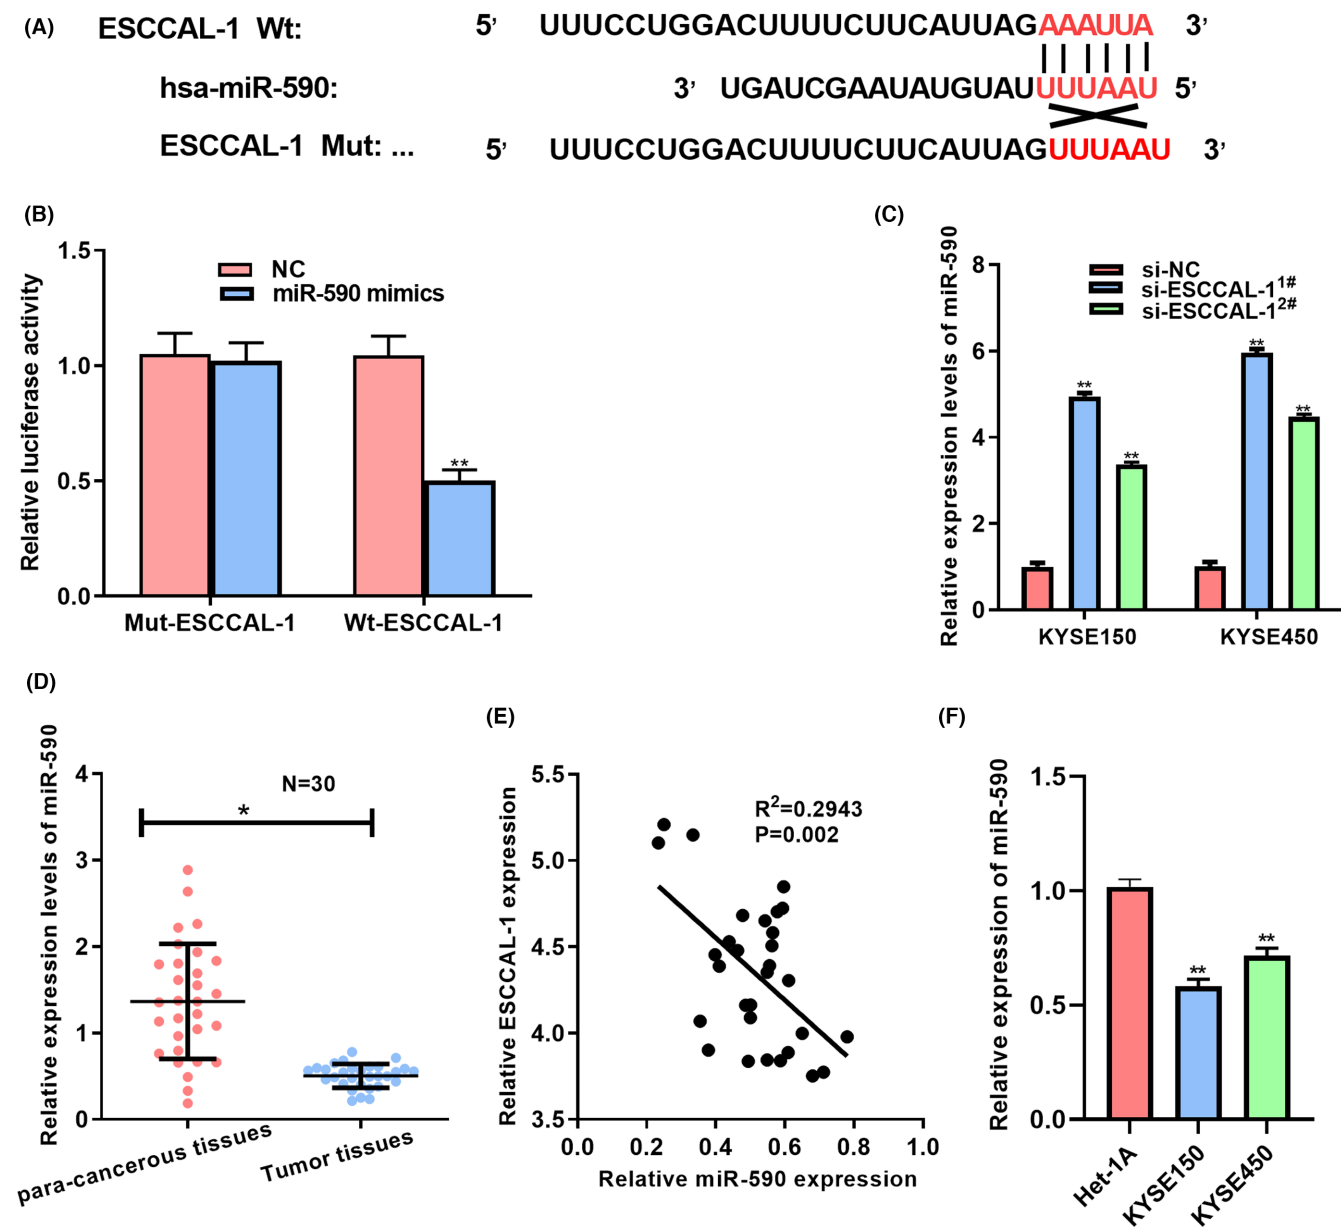 (A)
ESCCAL-1 Wt: 5’ UUUCCUGGACUUUUCUUCAUUAGAAAUUA 3’
hsa-miR-590: 3’ UGAUCGAAUAUGUAUUUUAAU 5’
ESCCAL-1 Mut: ... 5’ UUUCCUGGACUUUUCUUCAUUAGUUUAAU 3’
(B)
Relative luciferase activity
1.5
1.0
0.5
0.0
NC
miR-590 mimics
**
Mut-ESCCAL-1 Wt-ESCCAL-1
(C)
Relative expression levels of miR-590
8
6
4
2
0
si-NC
si-ESCCAL-1 1#
si-ESCCAL-1 2#
**
**
**
**
KYSE150 KYSE450
(D)
Relative expression levels of miR-590
4
3
2
1
0
N=30
*
para-cancerous tissues
Tumor tissues
(E)
Relative ESCCAL-1 expression
5.5
5.0
4.5
4.0
3.5
R2=0.2943
P=0.002
0.0 0.2 0.4 0.6 0.8 1.0
Relative miR-590 expression
(F)
Relative expression of miR-590
1.5
1.0
0.5
0.0
**
**
Het-1A
KYSE150
KYSE450